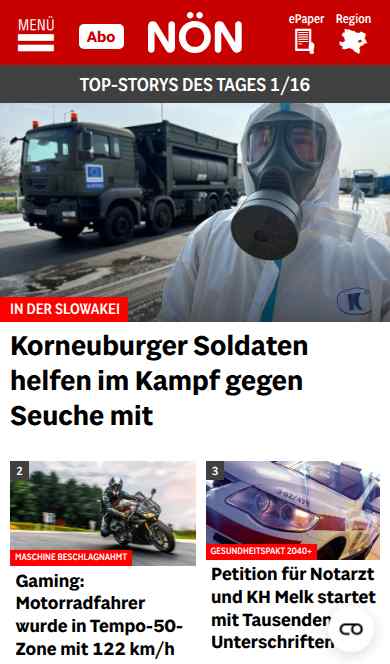 MENÜ
Abo
NÖN
ePaper
Region
TOP-STORYS DES TAGES 1/16
IN DER SLOWAKEI
Korneuburger Soldaten
helfen im Kampf gegen
Seuche mit
2
MASCHINE BESCHLAGNAHMT
Gaming:
Motorradfahrer
wurde in Tempo-50-
Zone mit 122 km/h
3
GESUNDHEITSPAKT 2040+
Petition für Notarzt
und KH Melk startet
mit Tausenden
Unterschriften